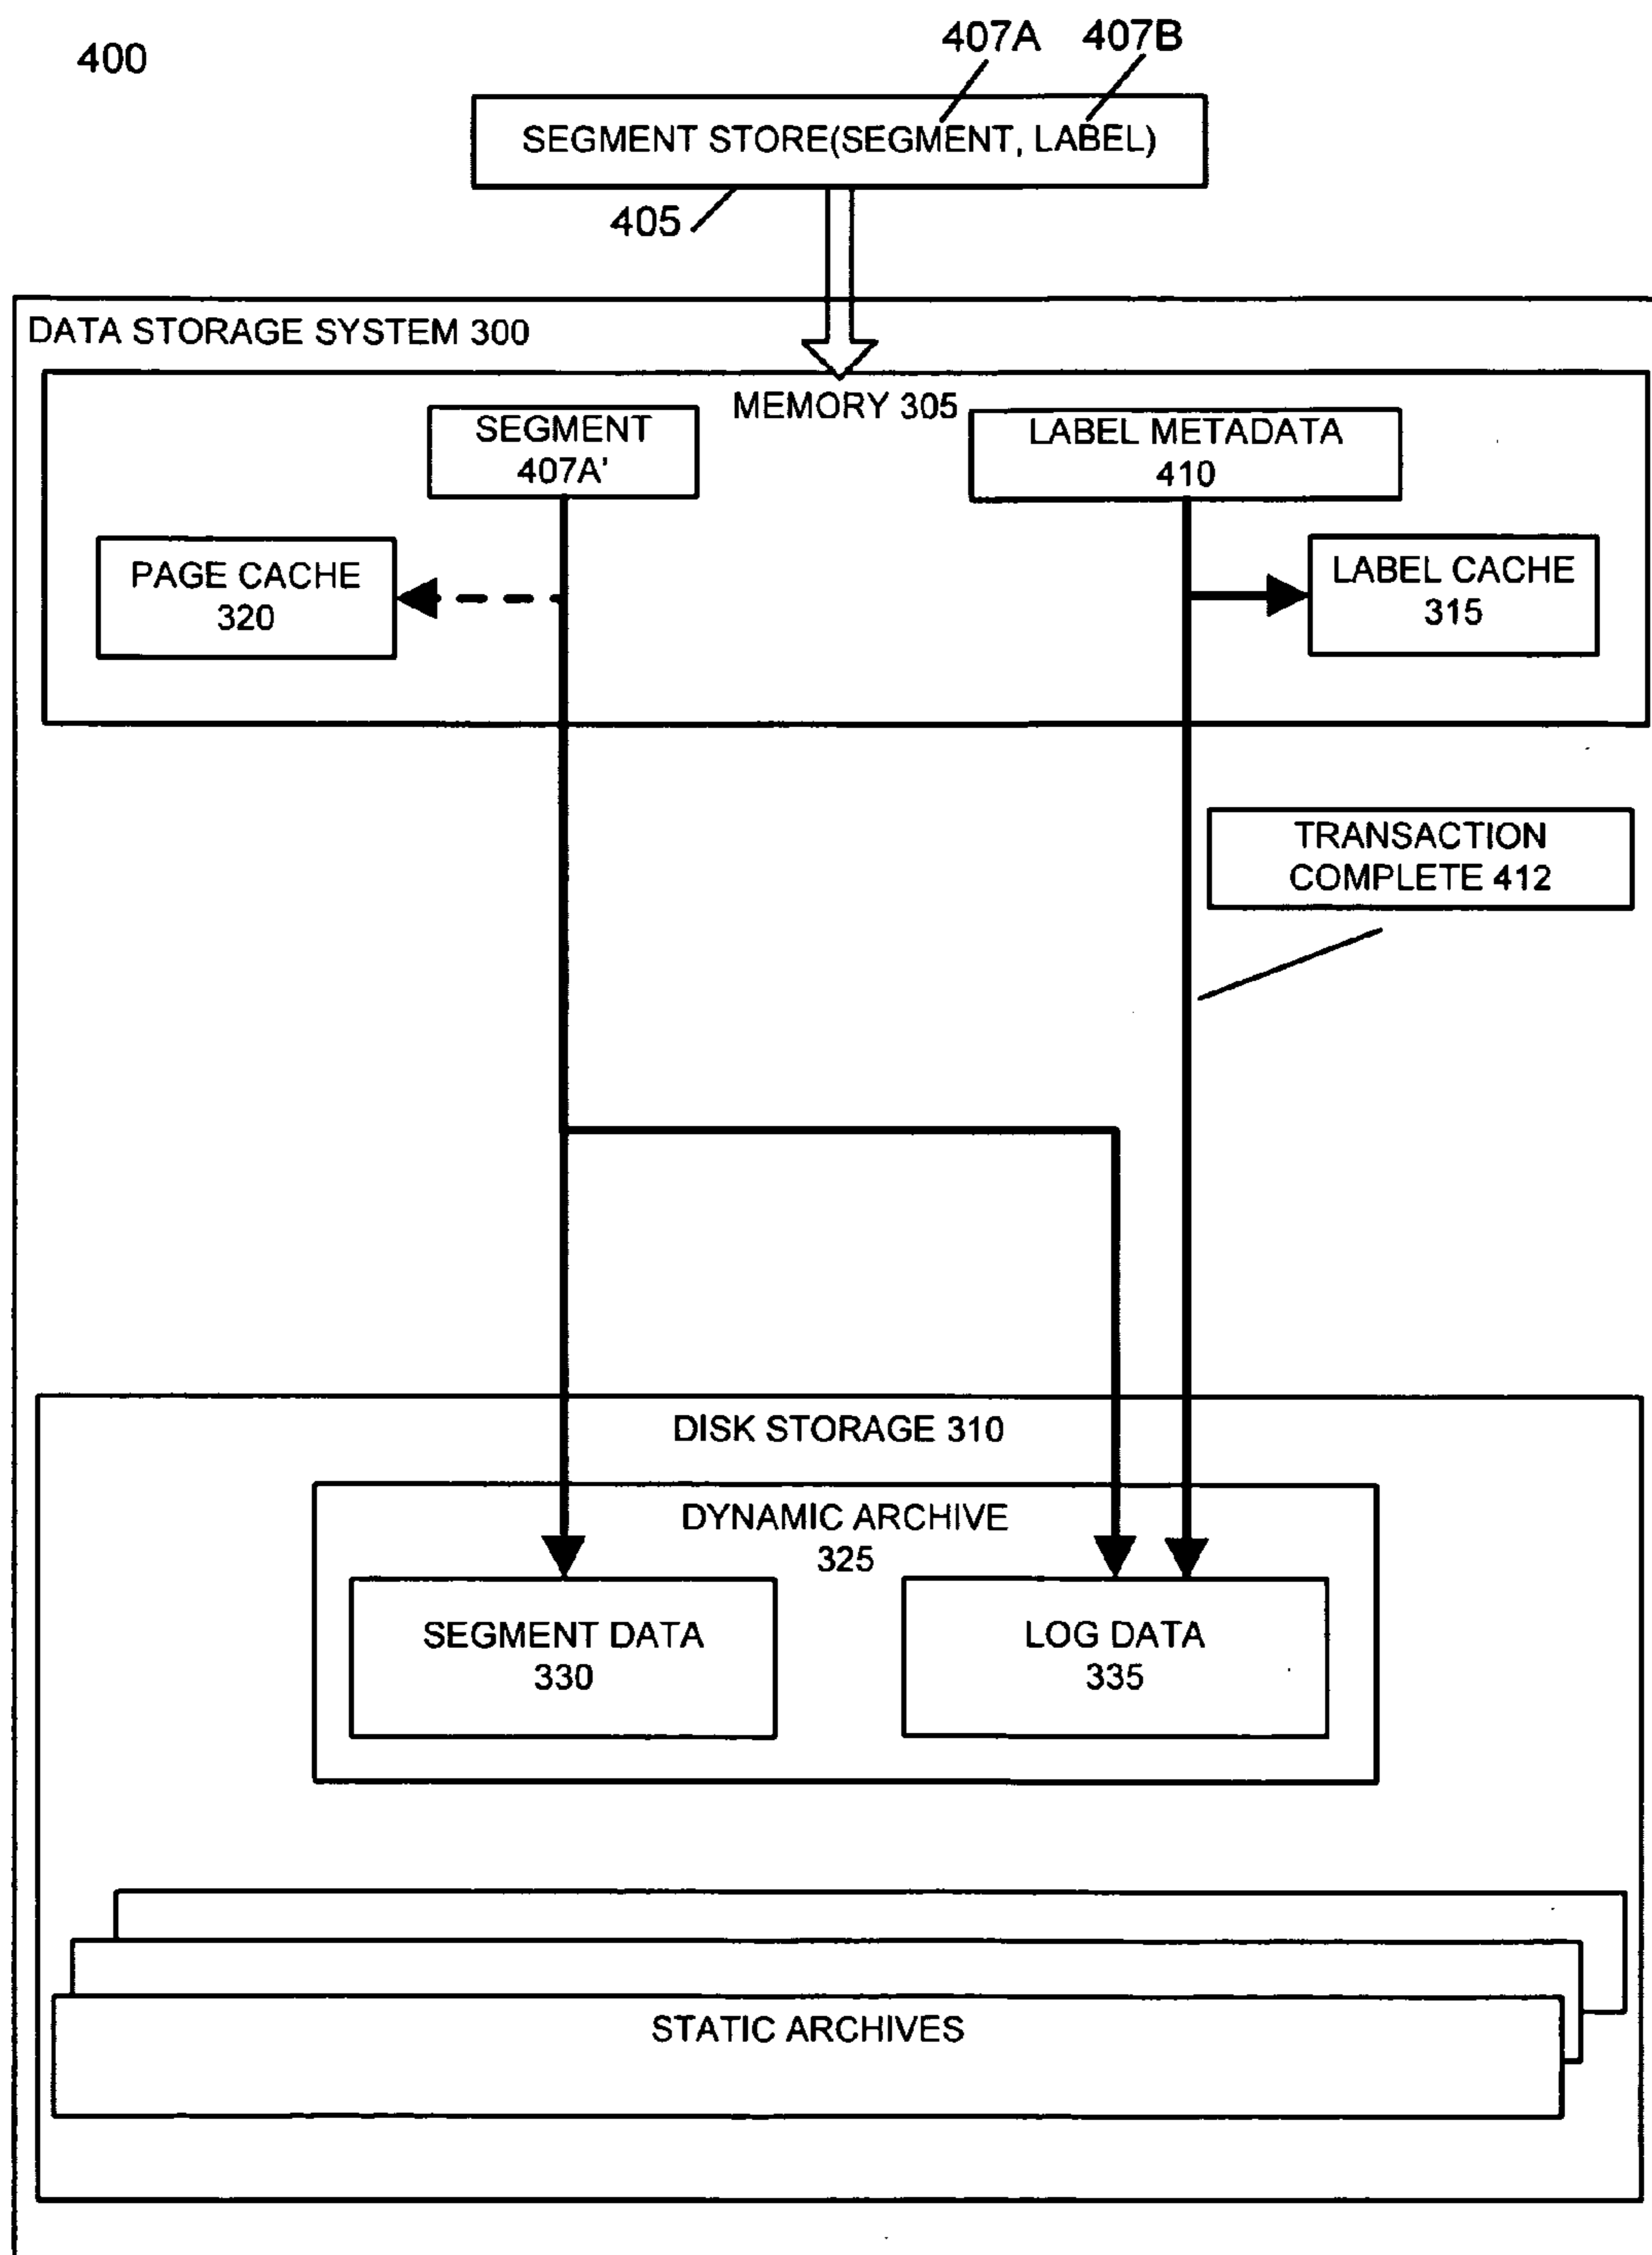 400
407A 407B
SEGMENT STORE(SEGMENT, LABEL)
405
DATA STORAGE SYSTEM 300
MEMORY 305
SEGMENT
407A'
LABEL METADATA
410
PAGE CACHE
320
LABEL CACHE
315
TRANSACTION
COMPLETE 412
DISK STORAGE 310
DYNAMIC ARCHIVE
325
SEGMENT DATA
330
LOG DATA
335
STATIC ARCHIVES